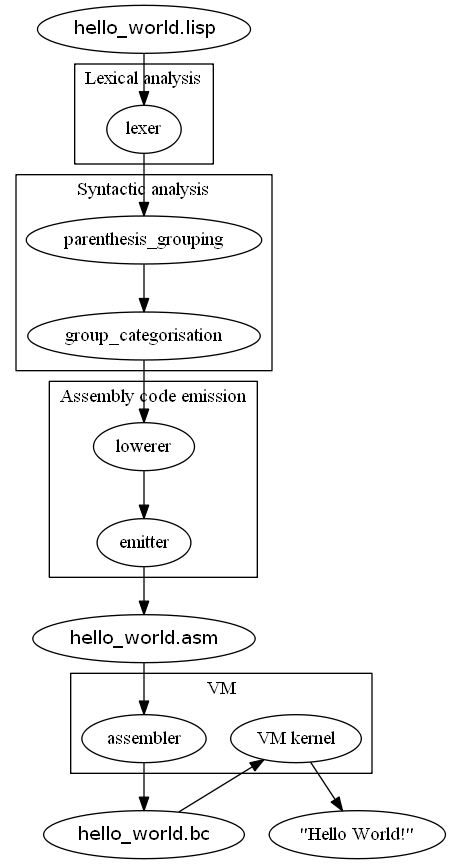 hello_world.lisp
Lexical analysis
lexer
Syntactic analysis
parenthesis_grouping
group_categorisation
Assembly code emission
lowerer
emitter
hello_world.asm
VM
assembler
VM kernel
hello_world.bc
"Hello World!"